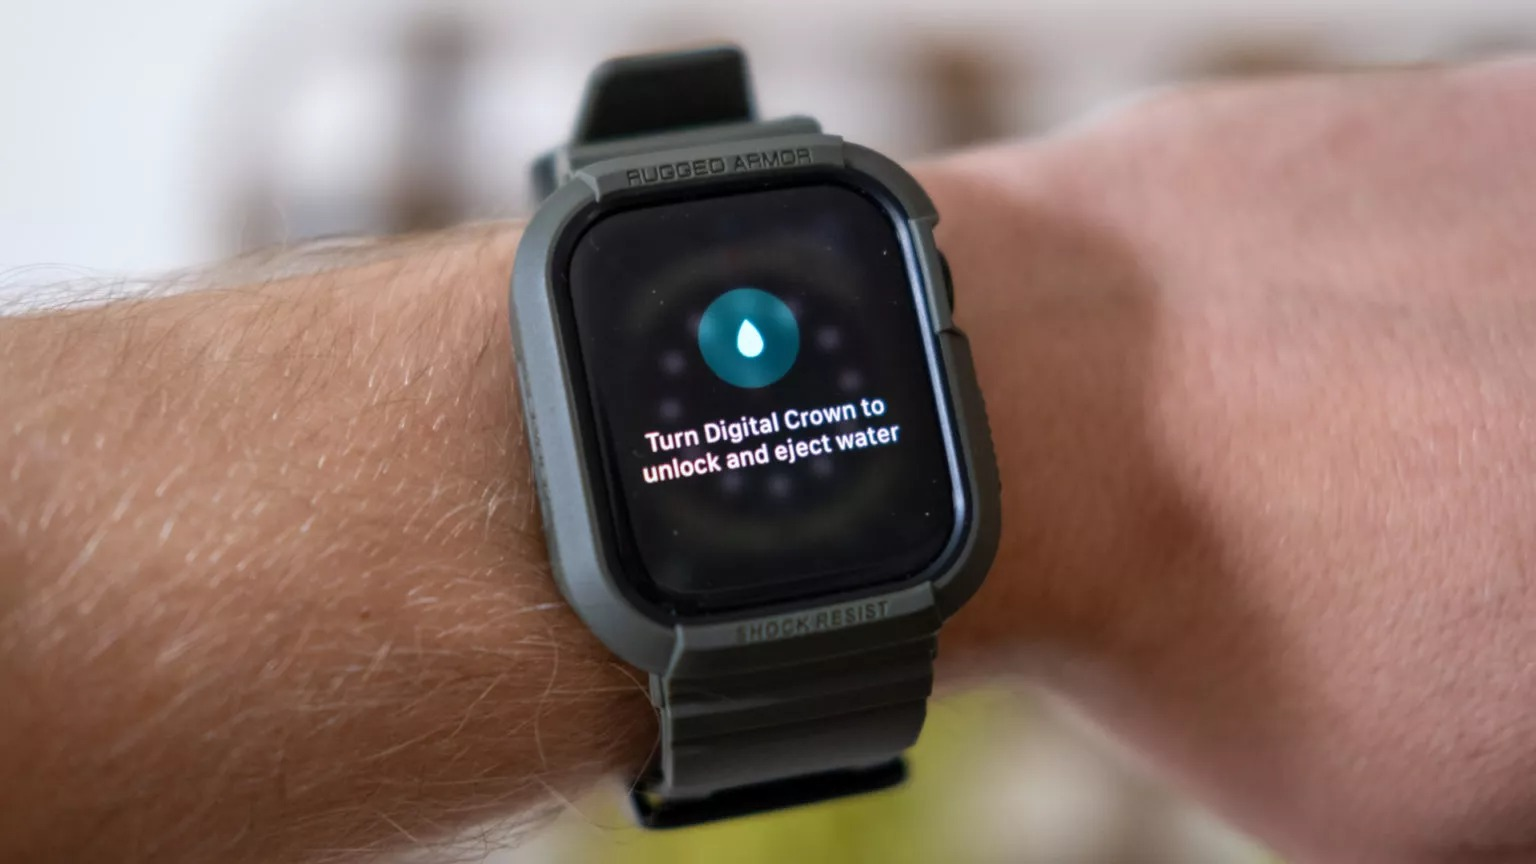 RUGGED ARMOR
Turn Digital Crown to
unlock and eject water
SHOCK RESIST